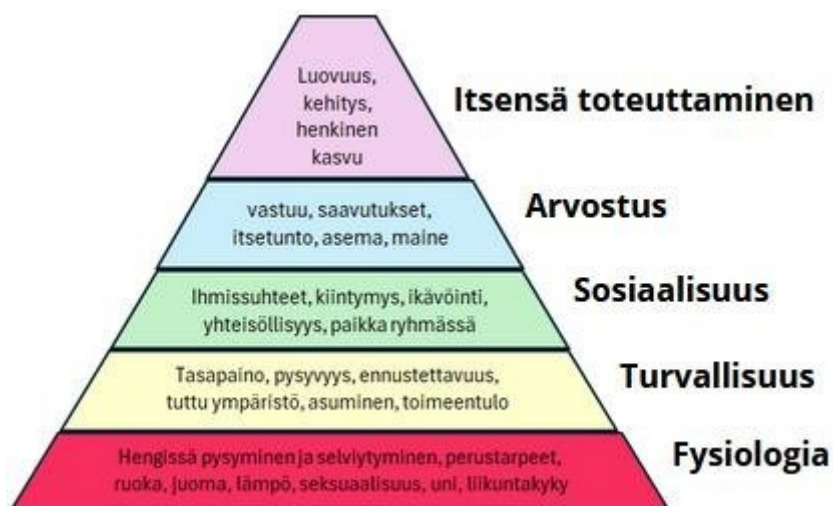 Luovuus,
kehitys,
henkinen
kasvu
Itsensä toteuttaminen
vastuu, saavutukset,
itsetunto, asema, maine
Arvostus
Ihmissuhteet, kiintymys, ikävöinti,
yhteisöllisyys, paikka ryhmässä
Sosiaalisuus
Tasapaino, pysyvyys, ennustettavuus,
tuttu ympäristö, asuminen, toimeentulo
Turvallisuus
Hengissä pysyminen ja selviytyminen, perustarpeet,
ruoka, juoma, lämpö, seksuaalisuus, uni, liikuntakyky
Fysiologia